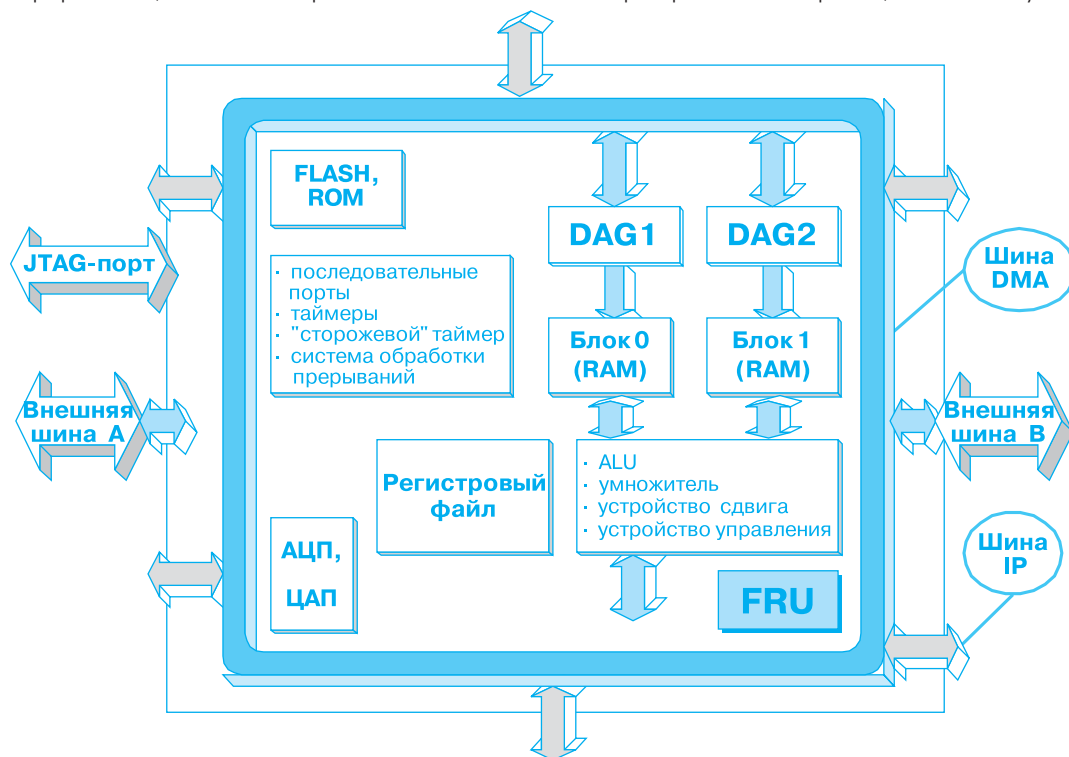 FLASH,
ROM
DAG1
DAG2
JTAG-порт
Шина
DMA
· последовательные
порты
· таймеры
· "сторожевой" таймер
· система обработки
прерываний
Блок 0
(RAM)
Блок 1
(RAM)
Внешняя
шина А
Внешняя
шина В
Регистровый
файл
· ALU
· умножитель
· устройство сдвига
· устройство управления
АЦП,
ЦАП
FRU
Шина
IP